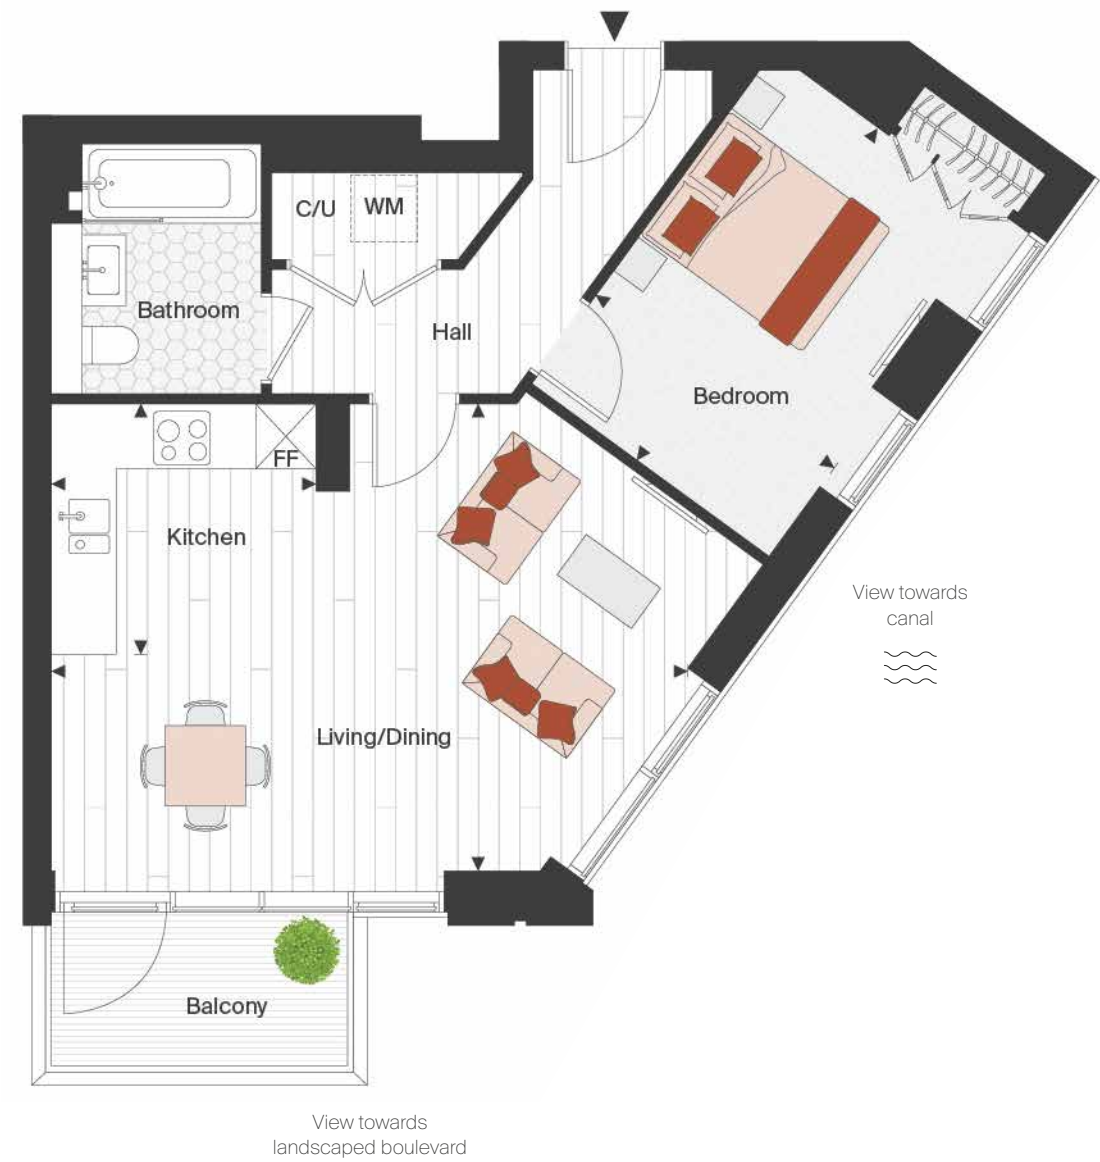 C/U
WM
Bathroom
Hall
Bedroom
FF
Kitchen
View towards
canal
Living/Dining
Balcony
View towards
landscaped boulevard